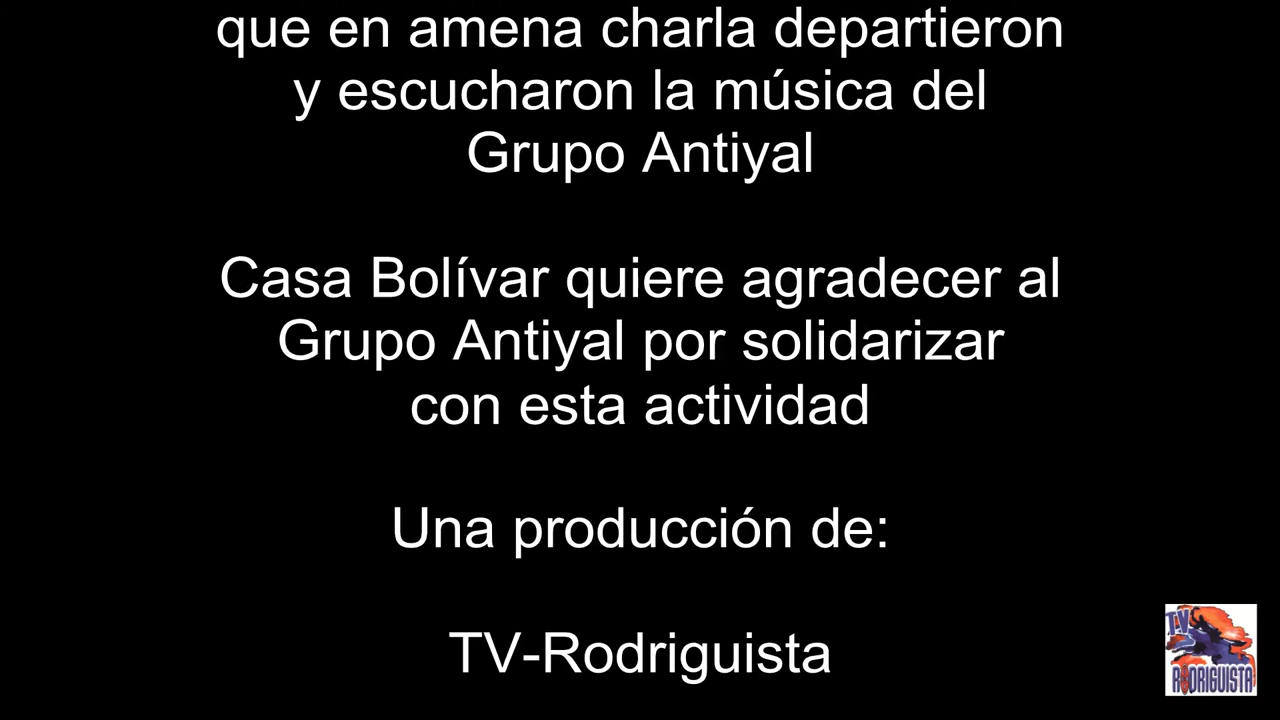 que en amena charla departieron
y escucharon la música del
Grupo Antiyal
Casa Bolívar quiere agradecer al
Grupo Antiyal por solidarizar
con esta actividad
Una producción de:
TV-Rodriguista
TV
RODRIGUISTA